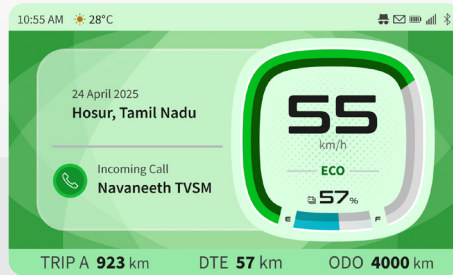 10:55 AM 28°C
24 April 2025
Hosur, Tamil Nadu
Incoming Call
Navaneeth TVSM
55
km/h
ECO
57%
E F
TRIP A 923 km DTE 57 km ODO 4000 km